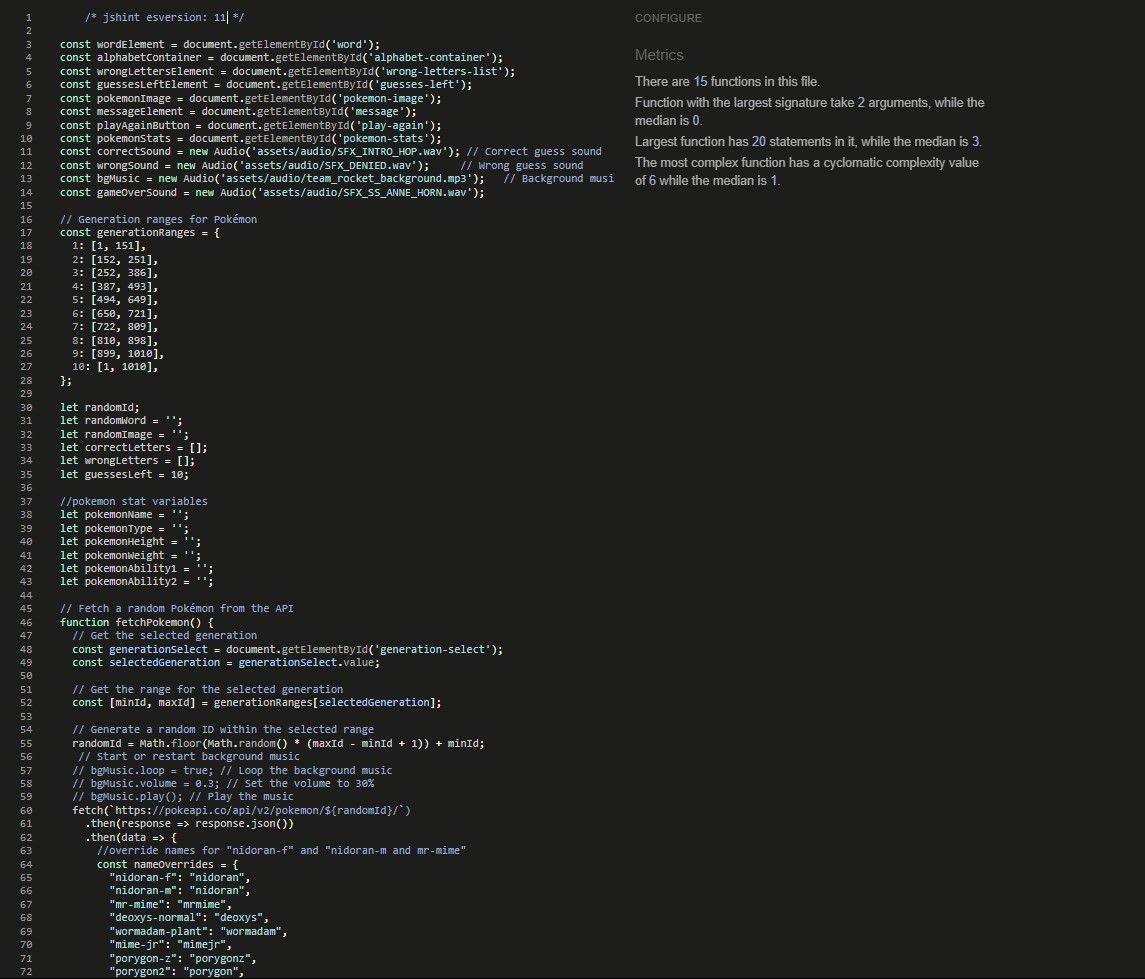 1 /* jshint esversion: 11 */
2
3 const wordElement = document.getElementById('word');
4 const alphabetContainer = document.getElementById('alphabet-container');
5 const wrongLettersElement = document.getElementById('wrong-letters-list');
6 const guessesLeftElement = document.getElementById('guesses-left');
7 const pokemonImage = document.getElementById('pokemon-image');
8 const messageElement = document.getElementById('message');
9 const playAgainButton = document.getElementById('play-again');
10 const pokemonStats = document.getElementById('pokemon-stats');
11 const correctSound = new Audio('assets/audio/SFX_INTRO_HOP.wav'); // Correct guess sound
12 const wrongSound = new Audio('assets/audio/SFX_DENIED.wav');     // Wrong guess sound
13 const bgMusic = new Audio('assets/audio/team_rocket_background.mp3');   // Background musi
14 const gameOverSound = new Audio('assets/audio/SFX_SS_ANNE_HORN.wav');
15
16 // Generation ranges for Pokémon
17 const generationRanges = {
18   1: [1, 151],
19   2: [152, 251],
20   3: [252, 386],
21   4: [387, 493],
22   5: [494, 649],
23   6: [650, 721],
24   7: [722, 809],
25   8: [810, 898],
26   9: [899, 1010],
27   10: [1, 1010],
28 };
29
30 let randomId;
31 let randomWord = '';
32 let randomImage = '';
33 let correctLetters = [];
34 let wrongLetters = [];
35 let guessesLeft = 10;
36
37 //pokemon stat variables
38 let pokemonName = '';
39 let pokemonType = '';
40 let pokemonHeight = '';
41 let pokemonWeight = '';
42 let pokemonAbility1 = '';
43 let pokemonAbility2 = '';
44
45 // Fetch a random Pokémon from the API
46 function fetchPokemon() {
47   // Get the selected generation
48   const generationSelect = document.getElementById('generation-select');
49   const selectedGeneration = generationSelect.value;
50
51   // Get the range for the selected generation
52   const [minId, maxId] = generationRanges[selectedGeneration];
53
54   // Generate a random ID within the selected range
55   randomId = Math.floor(Math.random() * (maxId - minId + 1)) + minId;
56    // Start or restart background music
57   // bgMusic.loop = true; // Loop the background music
58   // bgMusic.volume = 0.3; // Set the volume to 30%
59   // bgMusic.play(); // Play the music
60   fetch(`https://pokeapi.co/api/v2/pokemon/${randomId}/`)
61     .then(response => response.json())
62     .then(data => {
63       //override names for "nidoran-f" and "nidoran-m and mr-mime"
64       const nameOverrides = {
65         "nidoran-f": "nidoran",
66         "nidoran-m": "nidoran",
67         "mr-mime": "mrmime",
68         "deoxys-normal": "deoxys",
69         "wormadam-plant": "wormadam",
70         "mime-jr": "mimejr",
71         "porygon-z": "porygonz",
72         "porygon2": "porygon",
CONFIGURE
Metrics
There are 15 functions in this file.
Function with the largest signature take 2 arguments, while the
median is 0.
Largest function has 20 statements in it, while the median is 3.
The most complex function has a cyclomatic complexity value
of 6 while the median is 1.